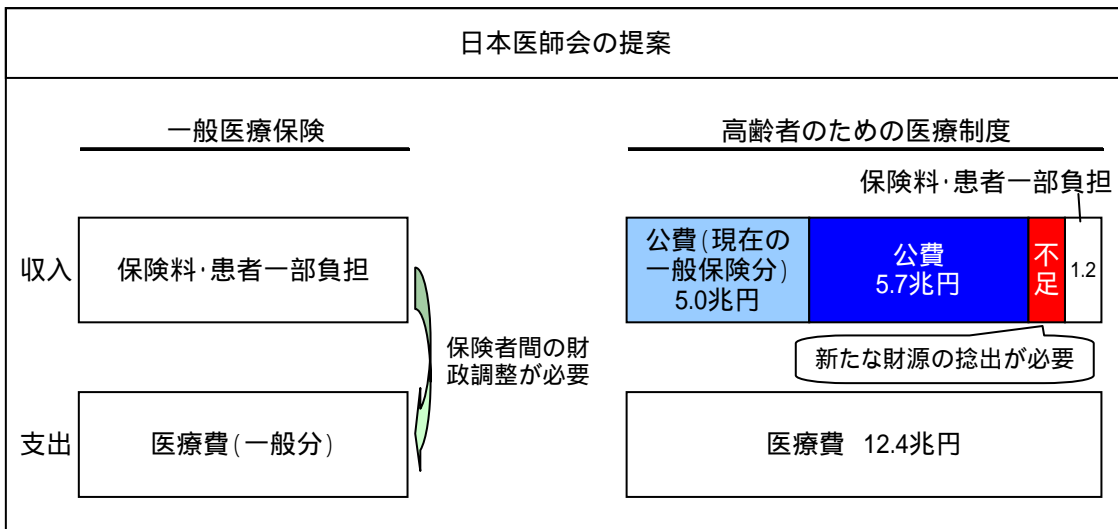 日本医師会の提案
一般医療保険
高齢者のための医療制度
保険料・患者一部負担
収入
保険料・患者一部負担
公費(現在の
一般保険分)
5.0兆円
公費
5.7兆円
不
足
1.2
保険者間の財
政調整が必要
新たな財源の捻出が必要
支出
医療費(一般分)
医療費 12.4兆円